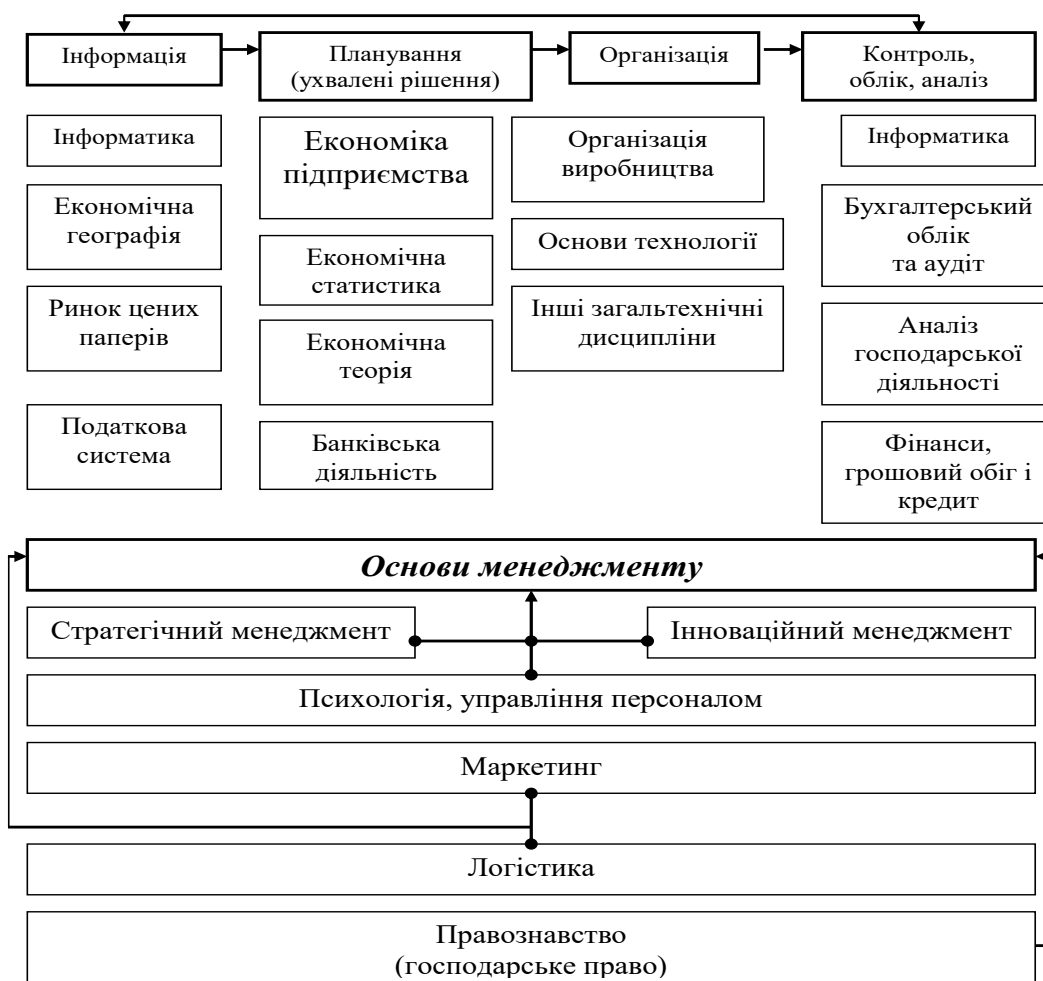 Інформація
Планування
(ухвалені рішення)
Організація
Контроль,
облік, аналіз
Інформатика
Економічна
географія
Ринок цених
паперів
Податкова
система
Економіка
підприємства
Економічна
статистика
Економічна
теорія
Банківська
діяльність
Організація
виробництва
Основи технології
Інші загальтехнічні
дисципліни
Інформатика
Бухгалтерський
облік
та аудіт
Аналіз
господарської
діяльності
Фінанси,
грошовий обіг і
кредит
Основи менеджменту
Стратегічний менеджмент
Інноваційний менеджмент
Психологія, управління персоналом
Маркетинг
Логістика
Правознавство
(господарське право)